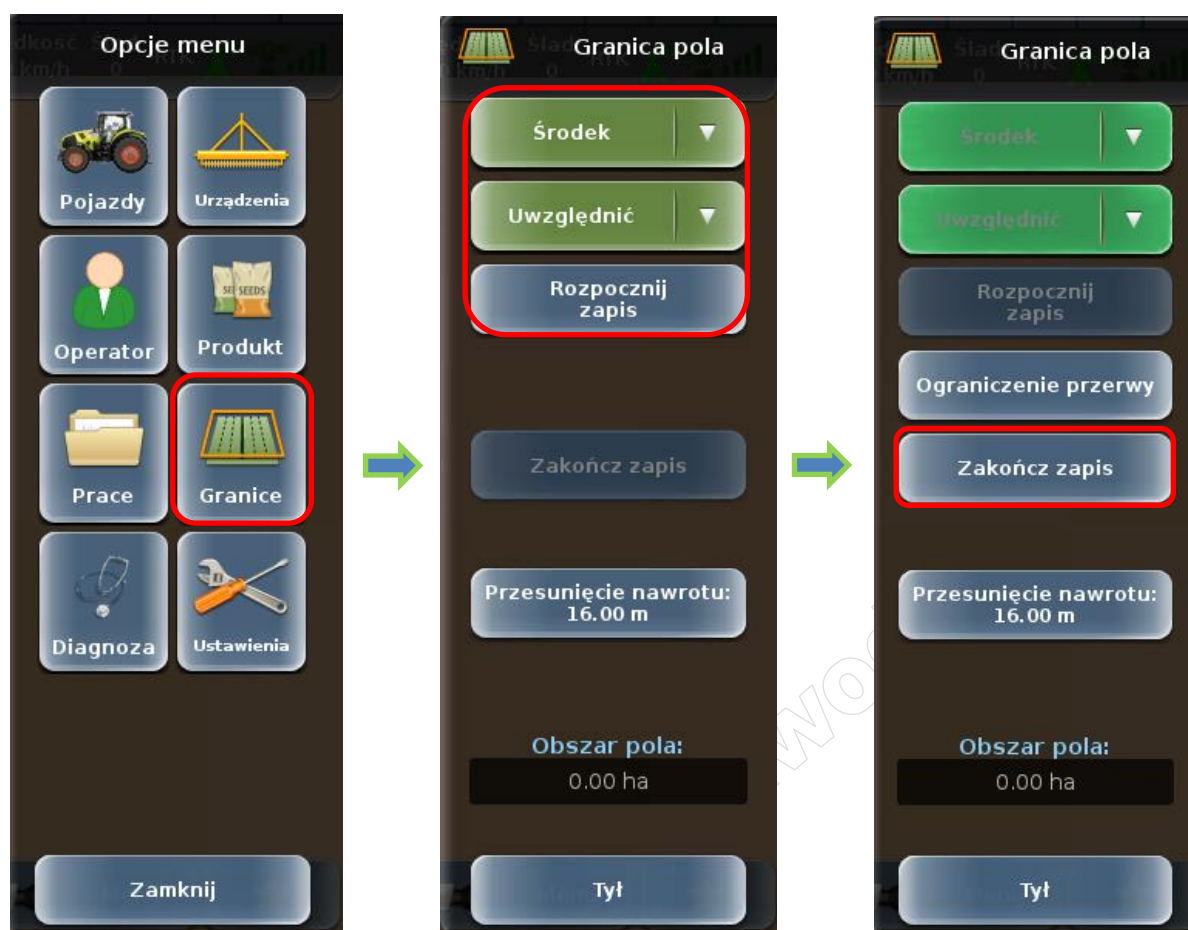 Opcje menu
Pojazdy
Urządzenia
Operator
SEEDS
Produkt
Prace
Granice
Diagnoza
Ustawienia
Zamknij
Granica pola
Środek
Uwzględnić
Rozpocznij
zapis
Zakończ zapis
Przesunięcie nawrotu:
16.00 m
Obszar pola:
0.00 ha
Tył
Granica pola
Środek
Uwzględnić
Rozpocznij
zapis
Ograniczenie przerwy
Zakończ zapis
Przesunięcie nawrotu:
16.00 m
Obszar pola:
0.00 ha
Tył